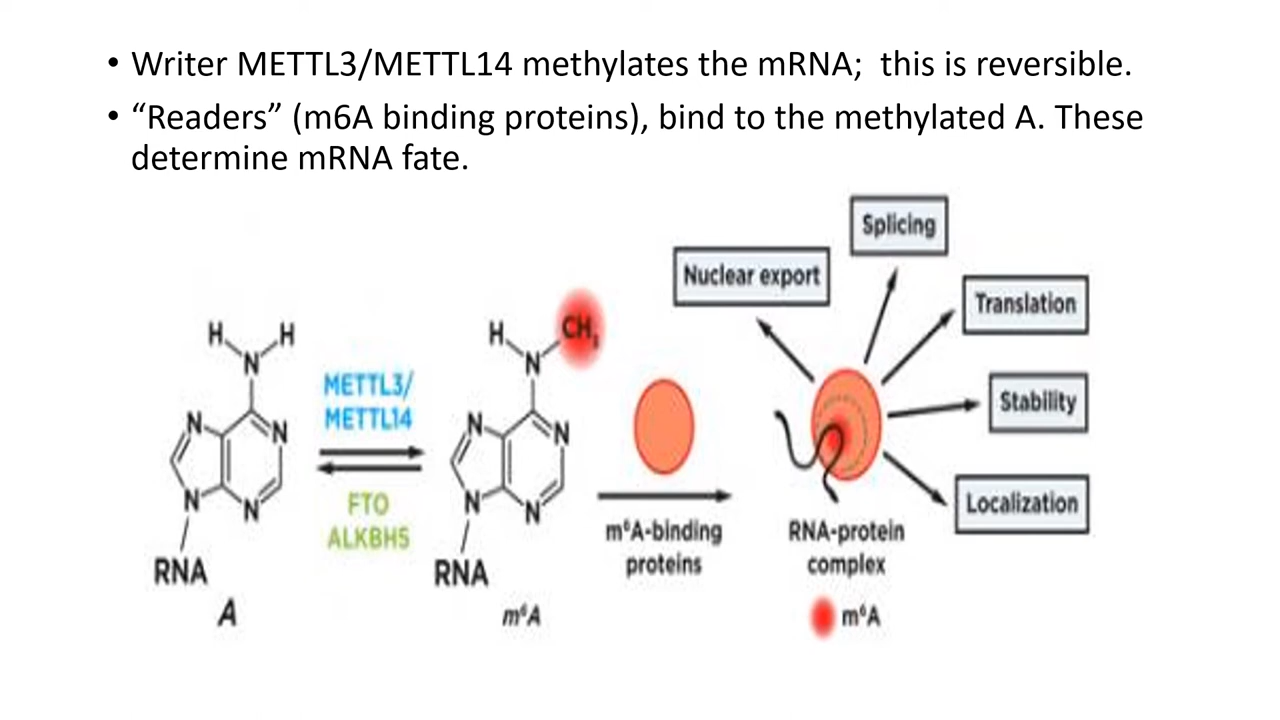 • Writer METTL3/METTL14 methylates the mRNA;  this is reversible.
• “Readers” (m6A binding proteins), bind to the methylated A. These
determine mRNA fate.
Splicing
Nuclear export
Translation
Stability
Localization
H H
N
N N
N N
RNA
A
METTL3/
METTL14
FTO
ALKBH5
H CH₃
N
N N
N N
RNA
m⁶A
m⁶A-binding
proteins
RNA-protein
complex
m⁶A